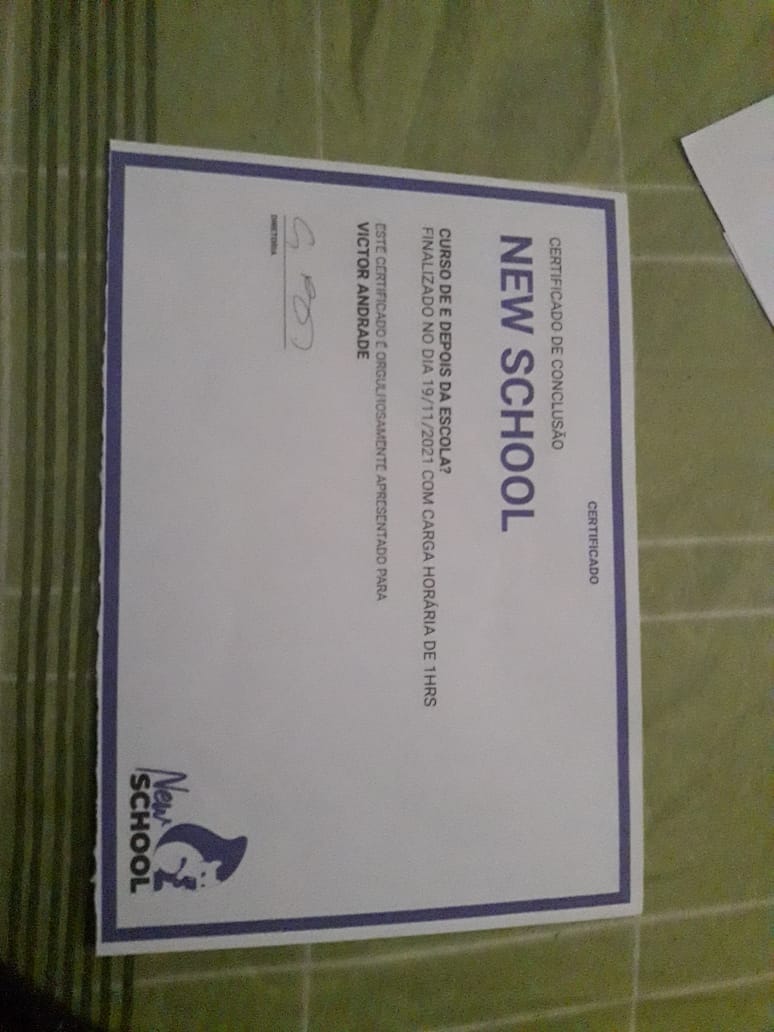 CERTIFICADO
CERTIFICADO DE CONCLUSÃO
NEW SCHOOL
CURSO DE E DEPOIS DA ESCOLA?
FINALIZADO NO DIA 19/11/2021 COM CARGA HORÁRIA DE 1HRS
ESTE CERTIFICADO É ORGULHOSAMENTE APRESENTADO PARA
VICTOR ANDRADE
DIRETORIA
New
SCHOOL